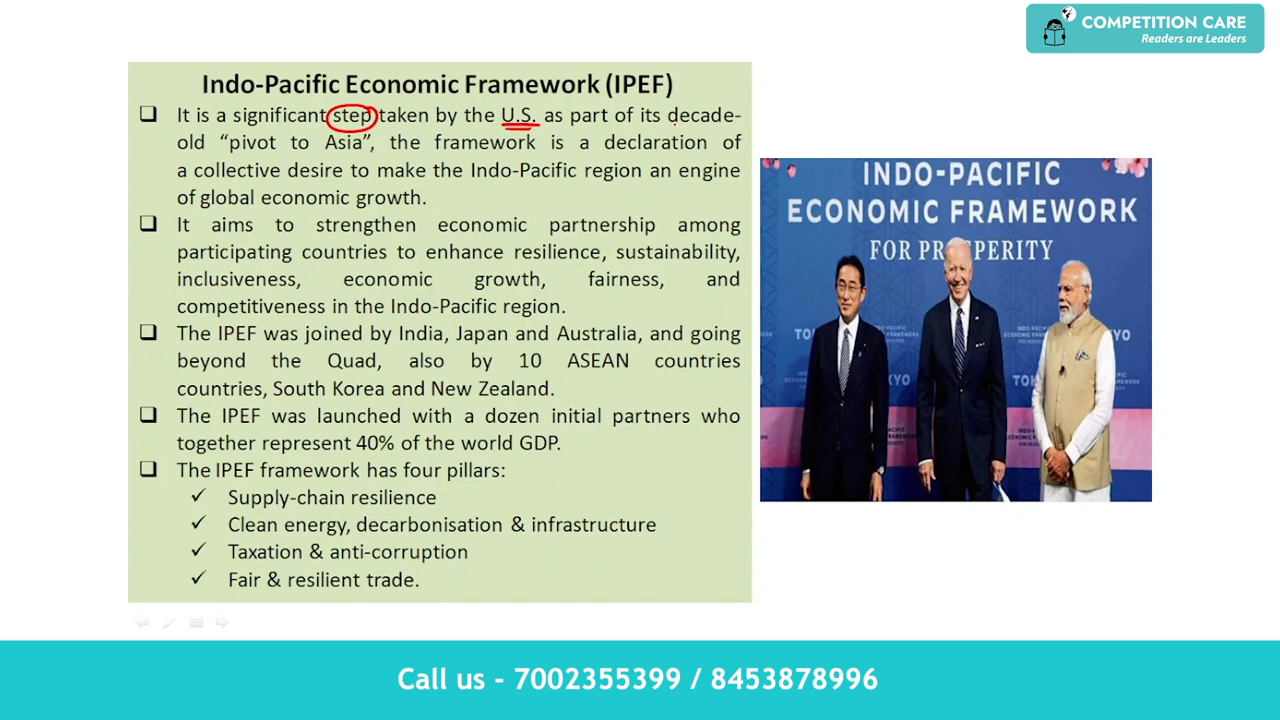 COMPETITION CARE
Readers are Leaders
Indo-Pacific Economic Framework (IPEF)
It is a significant step taken by the U.S. as part of its decade-
old “pivot to Asia”, the framework is a declaration of
a collective desire to make the Indo-Pacific region an engine
of global economic growth.
It aims to strengthen economic partnership among
participating countries to enhance resilience, sustainability,
inclusiveness, economic growth, fairness, and
competitiveness in the Indo-Pacific region.
The IPEF was joined by India, Japan and Australia, and going
beyond the Quad, also by 10 ASEAN countries
countries, South Korea and New Zealand.
The IPEF was launched with a dozen initial partners who
together represent 40% of the world GDP.
The IPEF framework has four pillars:
Supply-chain resilience
Clean energy, decarbonisation & infrastructure
Taxation & anti-corruption
Fair & resilient trade.
INDO-PACIFIC
ECONOMIC FRAMEWORK
FOR PROSPERITY
Call us - 7002355399 / 8453878996